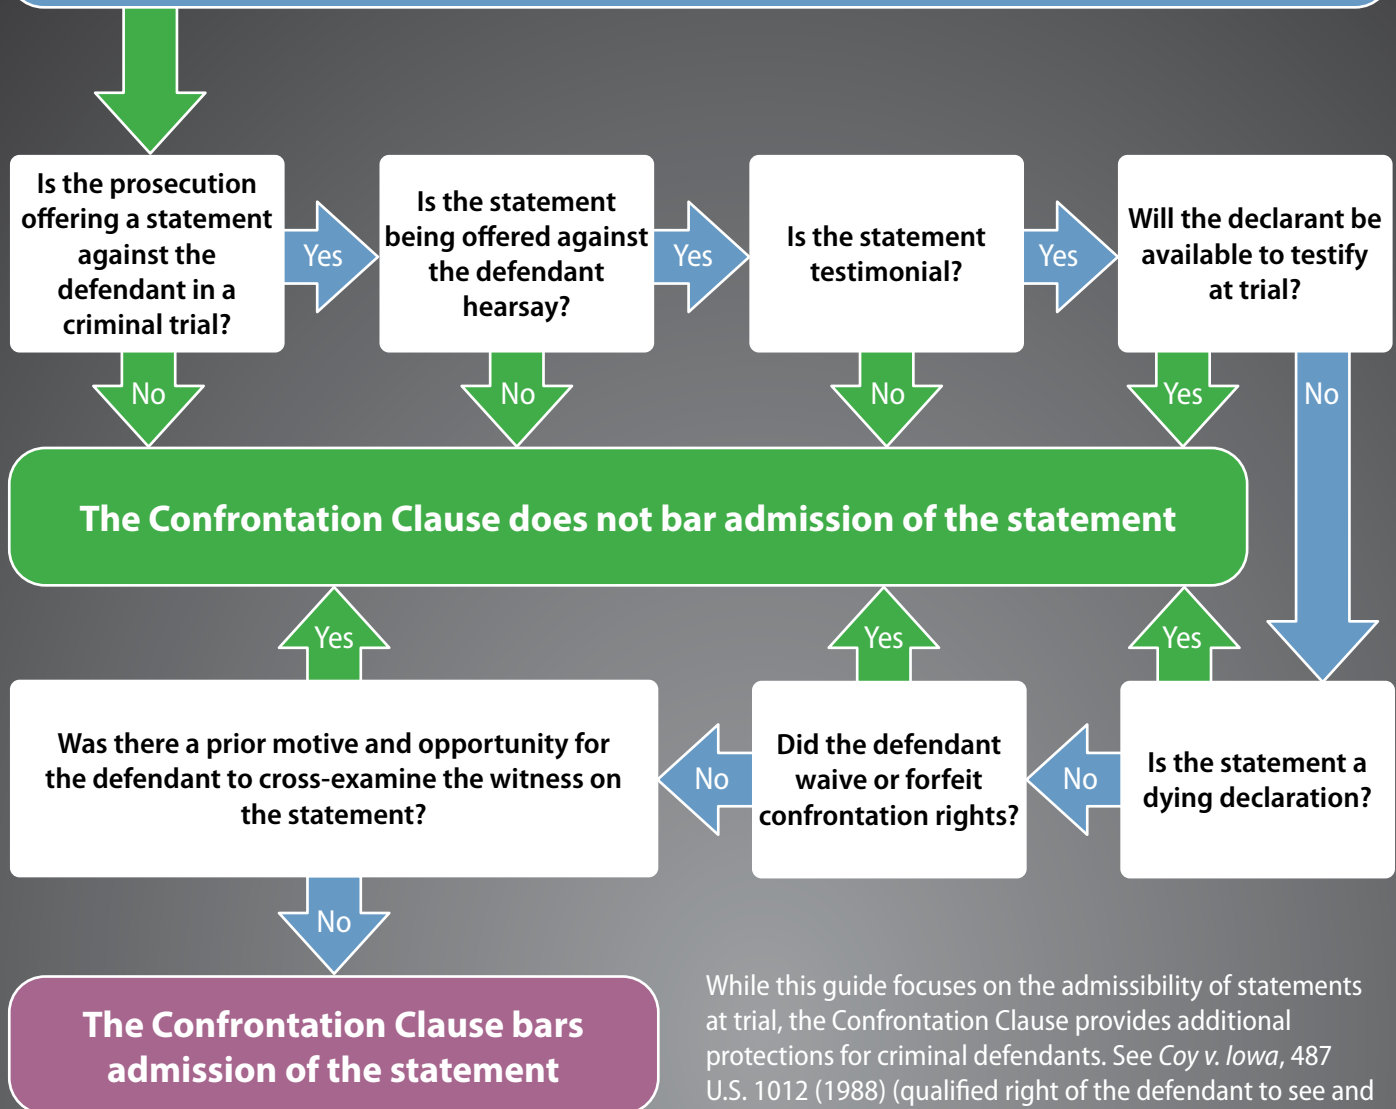 Is the prosecution
offering a statement
against the
defendant in a
criminal trial?
Yes
Is the statement
being offered against
the defendant
hearsay?
Yes
Is the statement
testimonial?
Yes
Will the declarant be
available to testify
at trial?
No
No
No
Yes
No
The Confrontation Clause does not bar admission of the statement
Yes
Yes
Yes
Was there a prior motive and opportunity for
the defendant to cross-examine the witness on
the statement?
No
Did the defendant
waive or forfeit
confrontation rights?
No
Is the statement a
dying declaration?
No
The Confrontation Clause bars
admission of the statement
While this guide focuses on the admissibility of statements
at trial, the Confrontation Clause provides additional
protections for criminal defendants. See Coy v. Iowa, 487
U.S. 1012 (1988) (qualified right of the defendant to see and